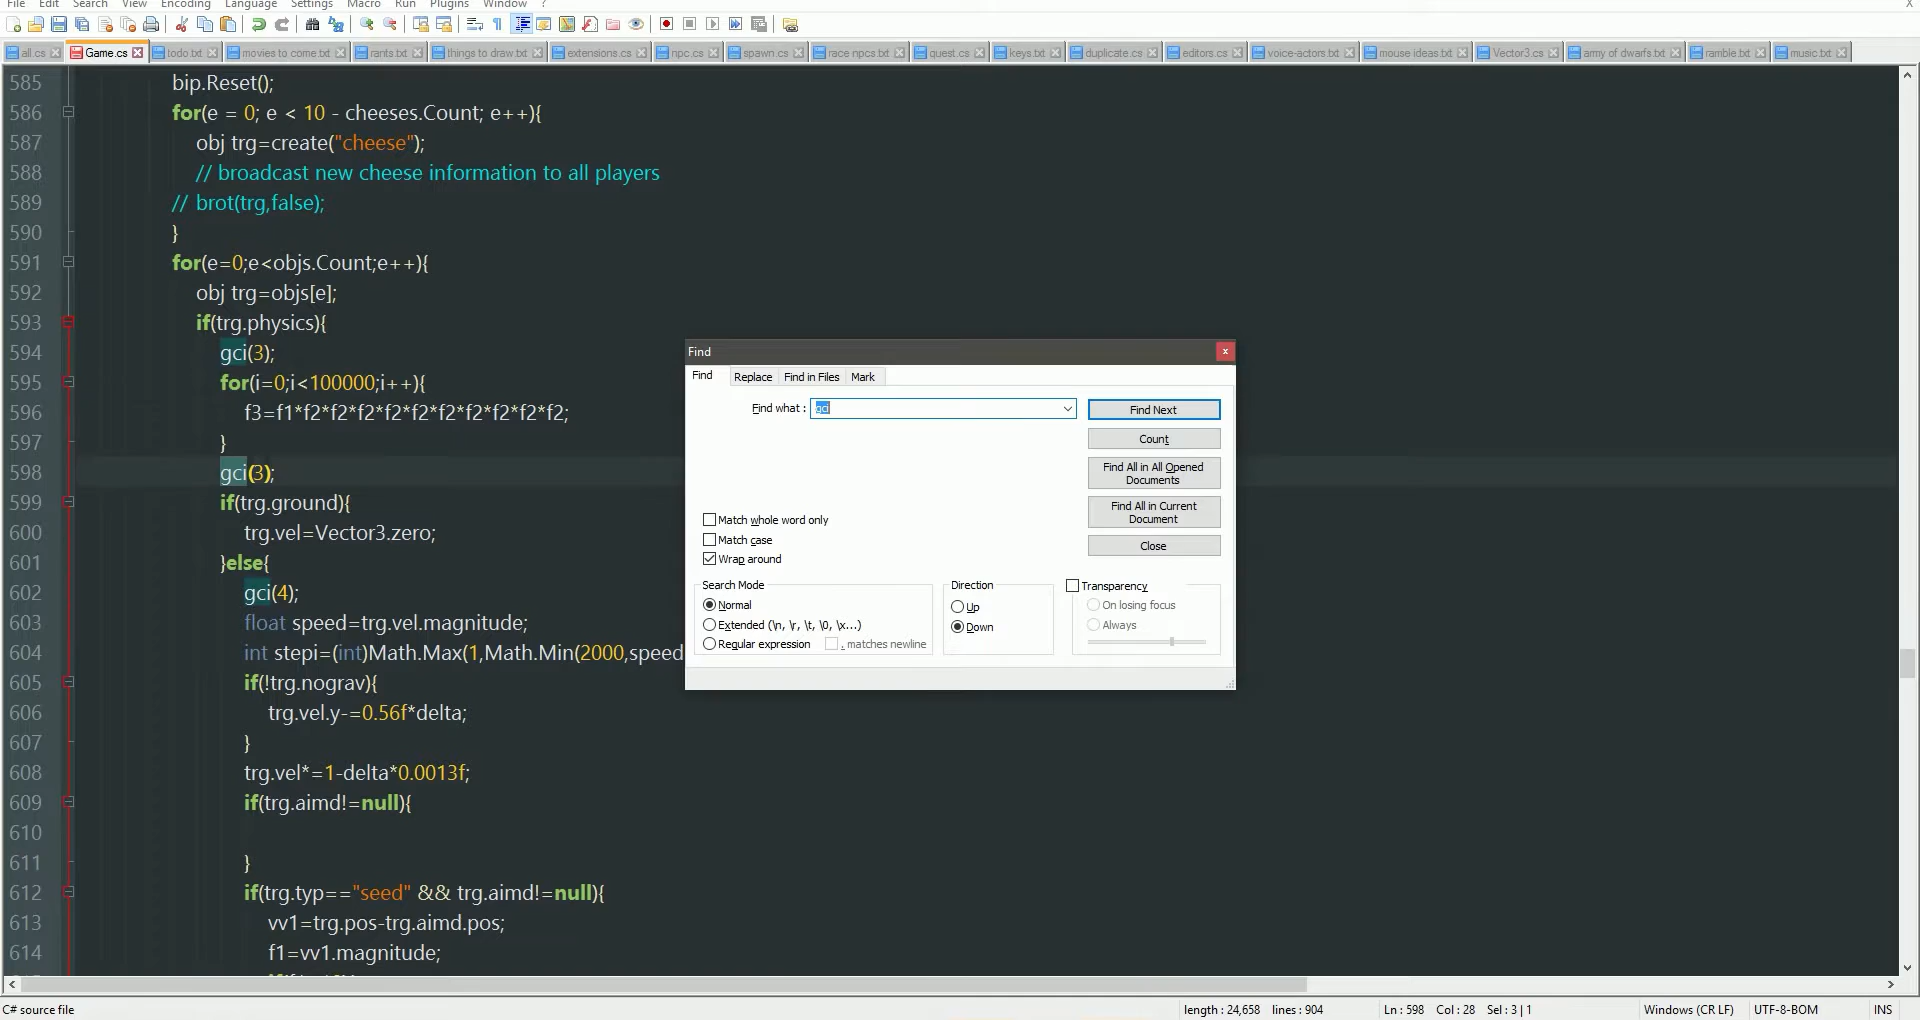 File Edit Search View Encoding Language Settings Macro Run Plugins Window ? X
all.cs Game.cs todo.txt movies to come.txt rants.txt things to draw.txt extensions.cs npc.cs spawn.cs race npcs.txt quest.cs keys.txt duplicate.cs editors.cs voice-actors.txt mouse ideas.txt Vector3.cs army of dwarfs.txt ramble.txt music.txt
585 bip.Reset();
586 for(e = 0; e < 10 - cheeses.Count; e++){
587 obj trg=create("cheese");
588 // broadcast new cheese information to all players
589 // brot(trg,false);
590 }
591 for(e=0;e<objs.Count;e++){
592 obj trg=objs[e];
593 if(trg.physics){
594 gci(3);
595 for(i=0;i<100000;i++){
596 f3=f1*f2*f2*f2*f2*f2*f2*f2*f2*f2*f2;
597 }
598 gci(3);
599 if(trg.ground){
600 trg.vel=Vector3.zero;
601 }else{
602 gci(4);
603 float speed=trg.vel.magnitude;
604 int stepi=(int)Math.Max(1,Math.Min(2000,speed
605 if(!trg.nograv){
606 trg.vel.y-=0.56f*delta;
607 }
608 trg.vel*=1-delta*0.0013f;
609 if(trg.aimd!=null){
610
611 }
612 if(trg.typ=="seed" && trg.aimd!=null){
613 vv1=trg.pos-trg.aimd.pos;
614 f1=vv1.magnitude;
Find x
Find Replace Find in Files Mark
Find what : gci Find Next
Count
Find All in All Opened
Documents
Find All in Current
Document
Match whole word only
Match case
Close
Wrap around
Search Mode Direction Transparency
Normal Up On losing focus
Extended (\n, \r, \t, \0, \x...) Down Always
Regular expression . matches newline
C# source file length : 24,658 lines : 904 Ln : 598 Col : 28 Sel : 3 | 1 Windows (CR LF) UTF-8-BOM INS